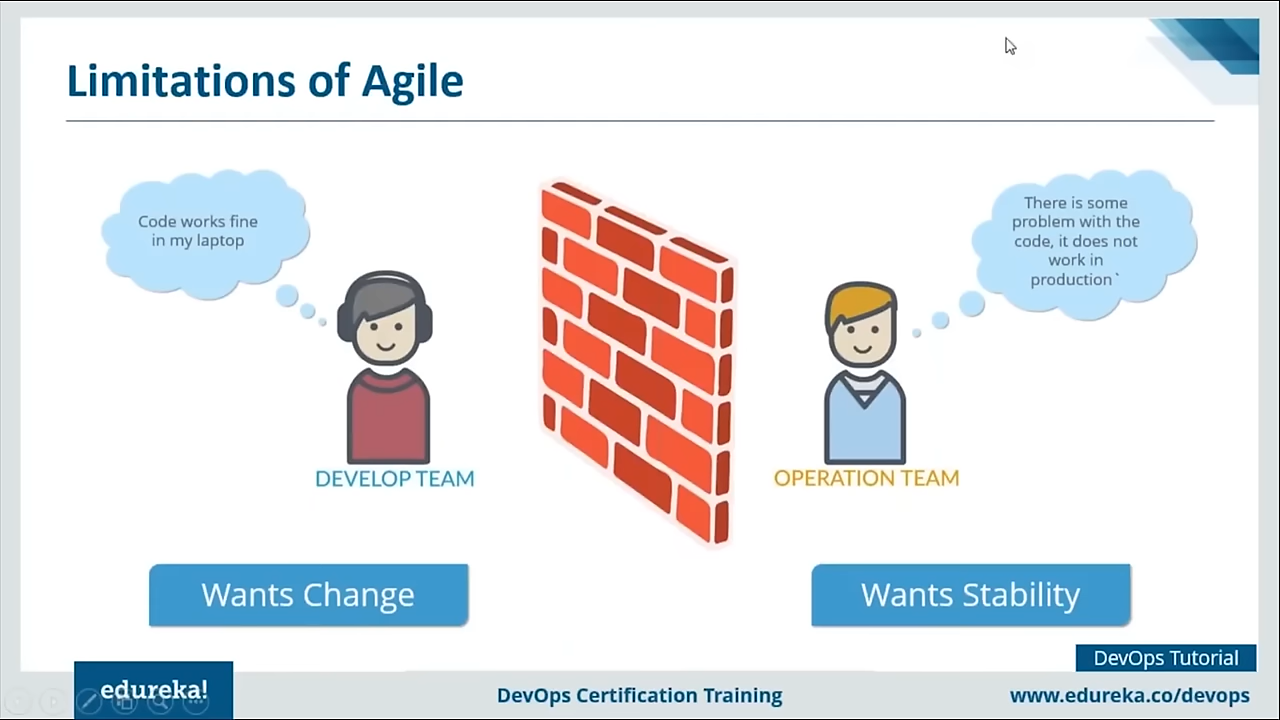 Limitations of Agile
Code works fine
in my laptop
There is some
problem with the
code, it does not
work in
production`
DEVELOP TEAM
OPERATION TEAM
Wants Change
Wants Stability
DevOps Tutorial
edureka!
DevOps Certification Training
www.edureka.co/devops